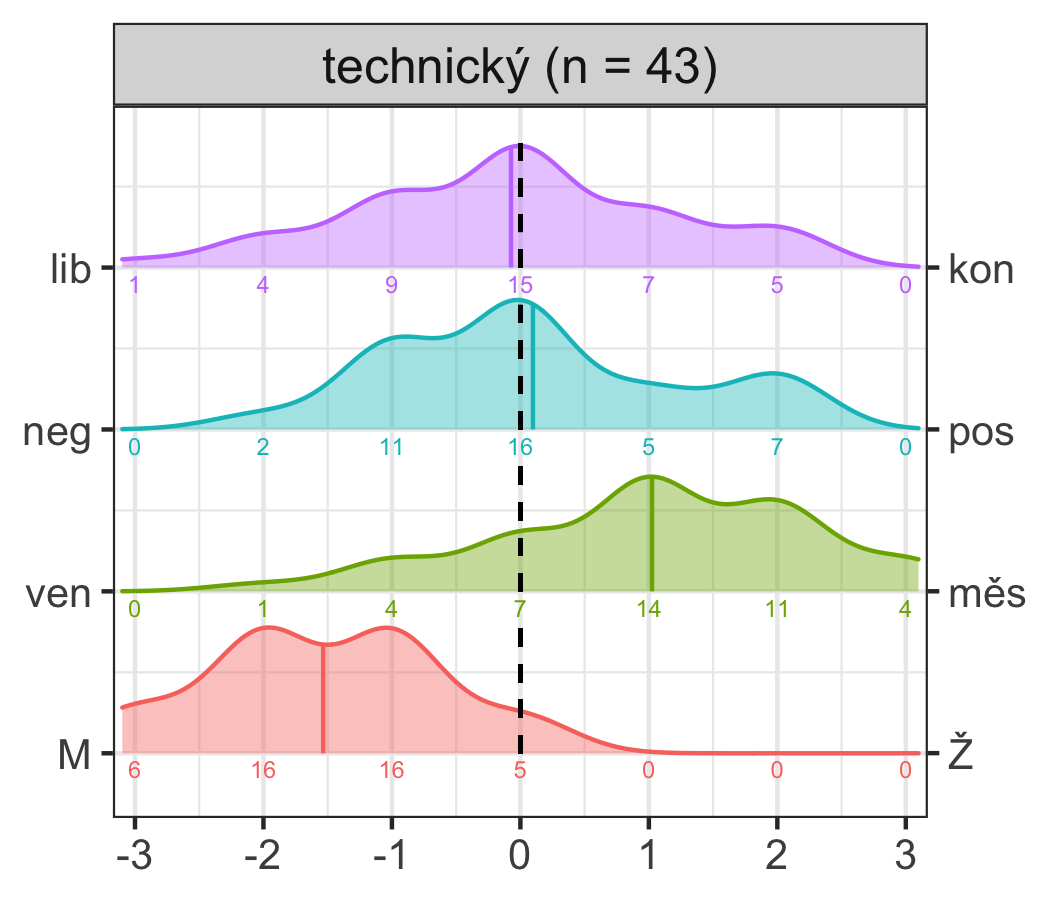 technický (n = 43)
lib kon
1 4 9 15 7 5 0
neg pos
0 2 11 16 5 7 0
ven měs
0 1 4 7 14 11 4
M Ž
6 16 16 5 0 0 0
-3 -2 -1 0 1 2 3